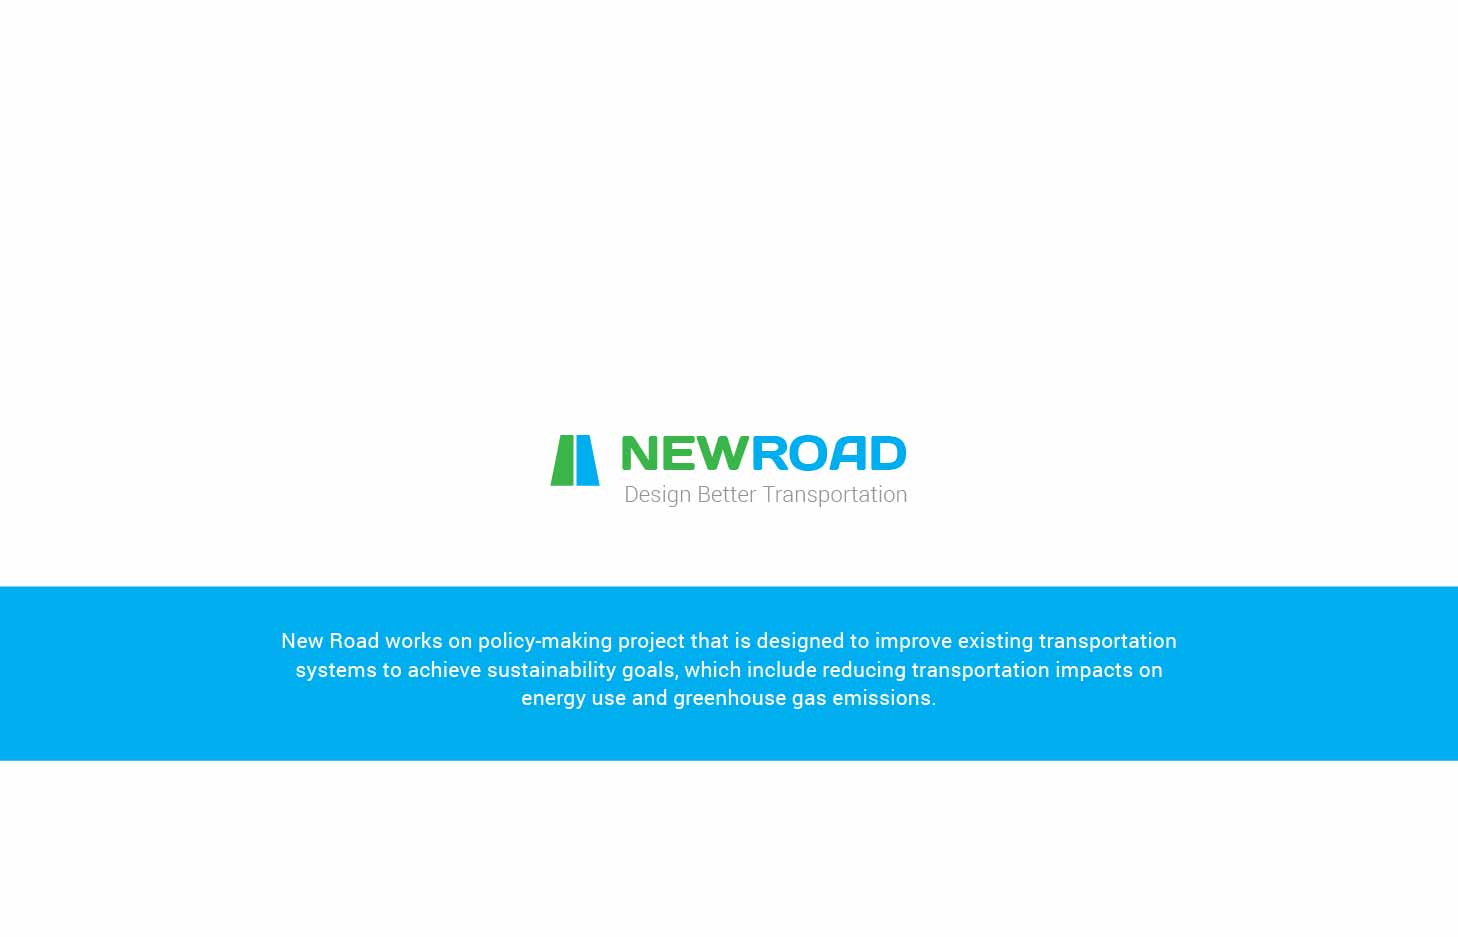 NEWROAD
Design Better Transportation
New Road works on policy-making project that is designed to improve existing transportation
systems to achieve sustainability goals, which include reducing transportation impacts on
energy use and greenhouse gas emissions.